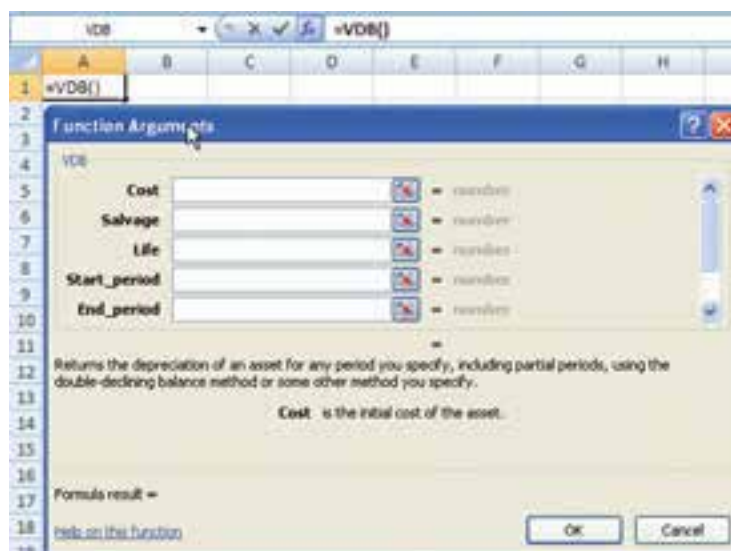 VDB =VDB()
A B C D E F G H
1 =VDB()
2
3 Function Arguments
4 VDB
5 Cost = number
6 Salvage = number
7 Life = number
8 Start_period = number
9 End_period = number
10
11 =
12 Returns the depreciation of an asset for any period you specify, including partial periods, using the
double-declining balance method or some other method you specify.
13
14 Cost is the initial cost of the asset.
15
16
17 Formula result =
18 Help on this function OK Cancel